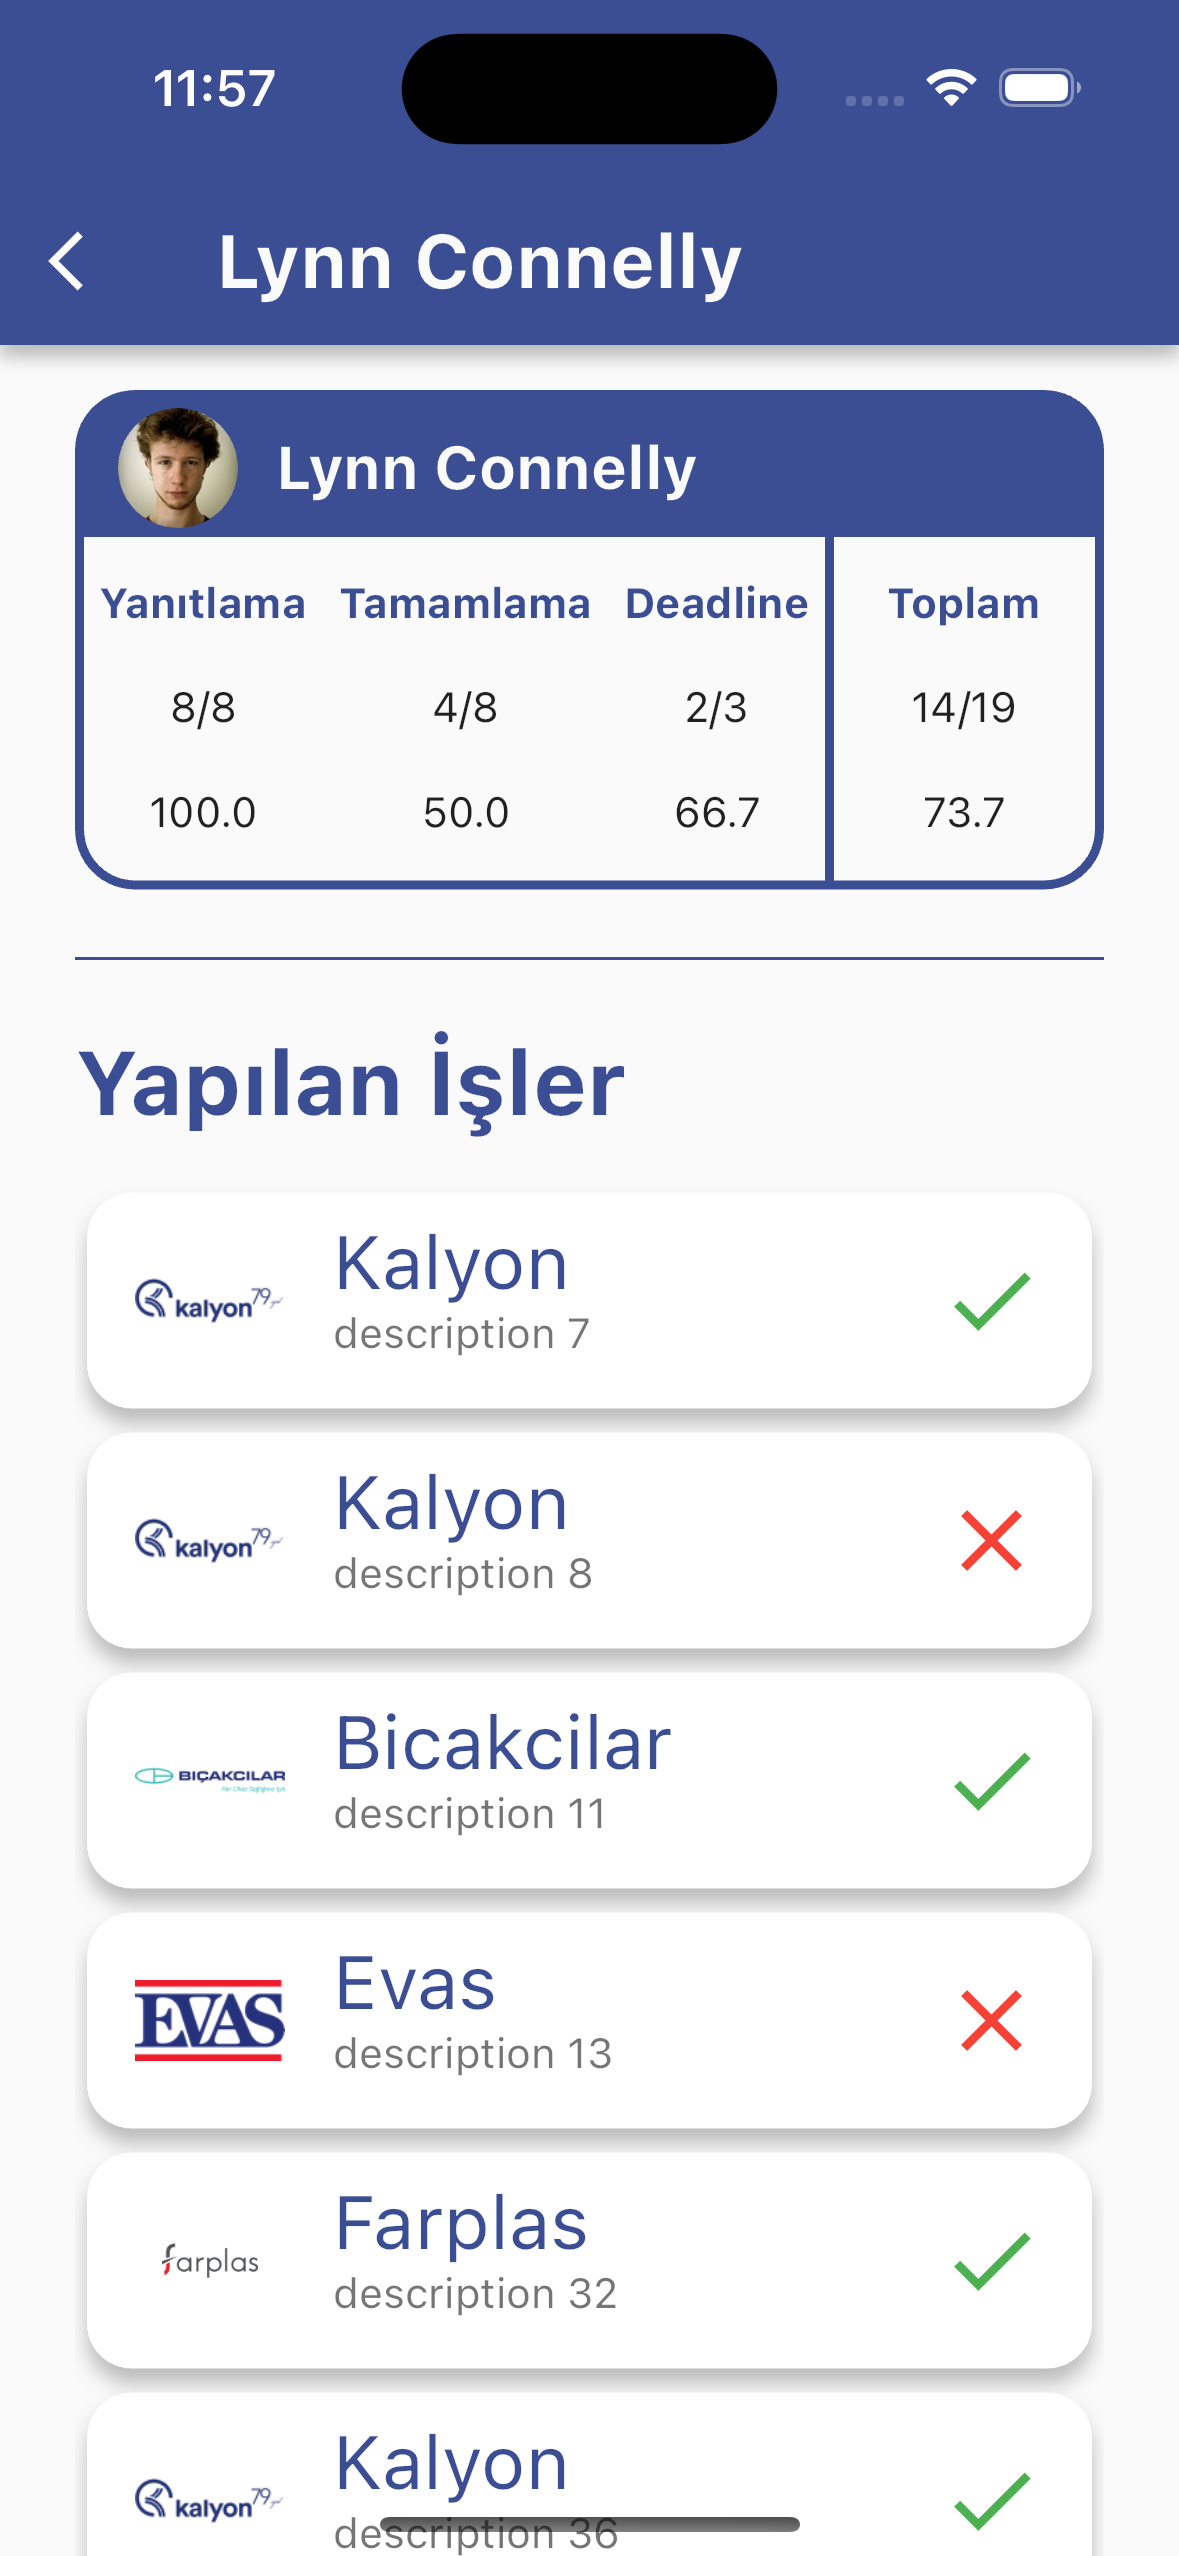 11:57
Lynn Connelly
Lynn Connelly
Yanıtlama Tamamlama Deadline Toplam
8/8 4/8 2/3 14/19
100.0 50.0 66.7 73.7
Yapılan İşler
kalyon 79
Kalyon
description 7
kalyon 79
Kalyon
description 8
BIÇAKCILAR
Bicakcilar
description 11
EVAS
Evas
description 13
farplas
Farplas
description 32
kalyon 79
Kalyon
description 36